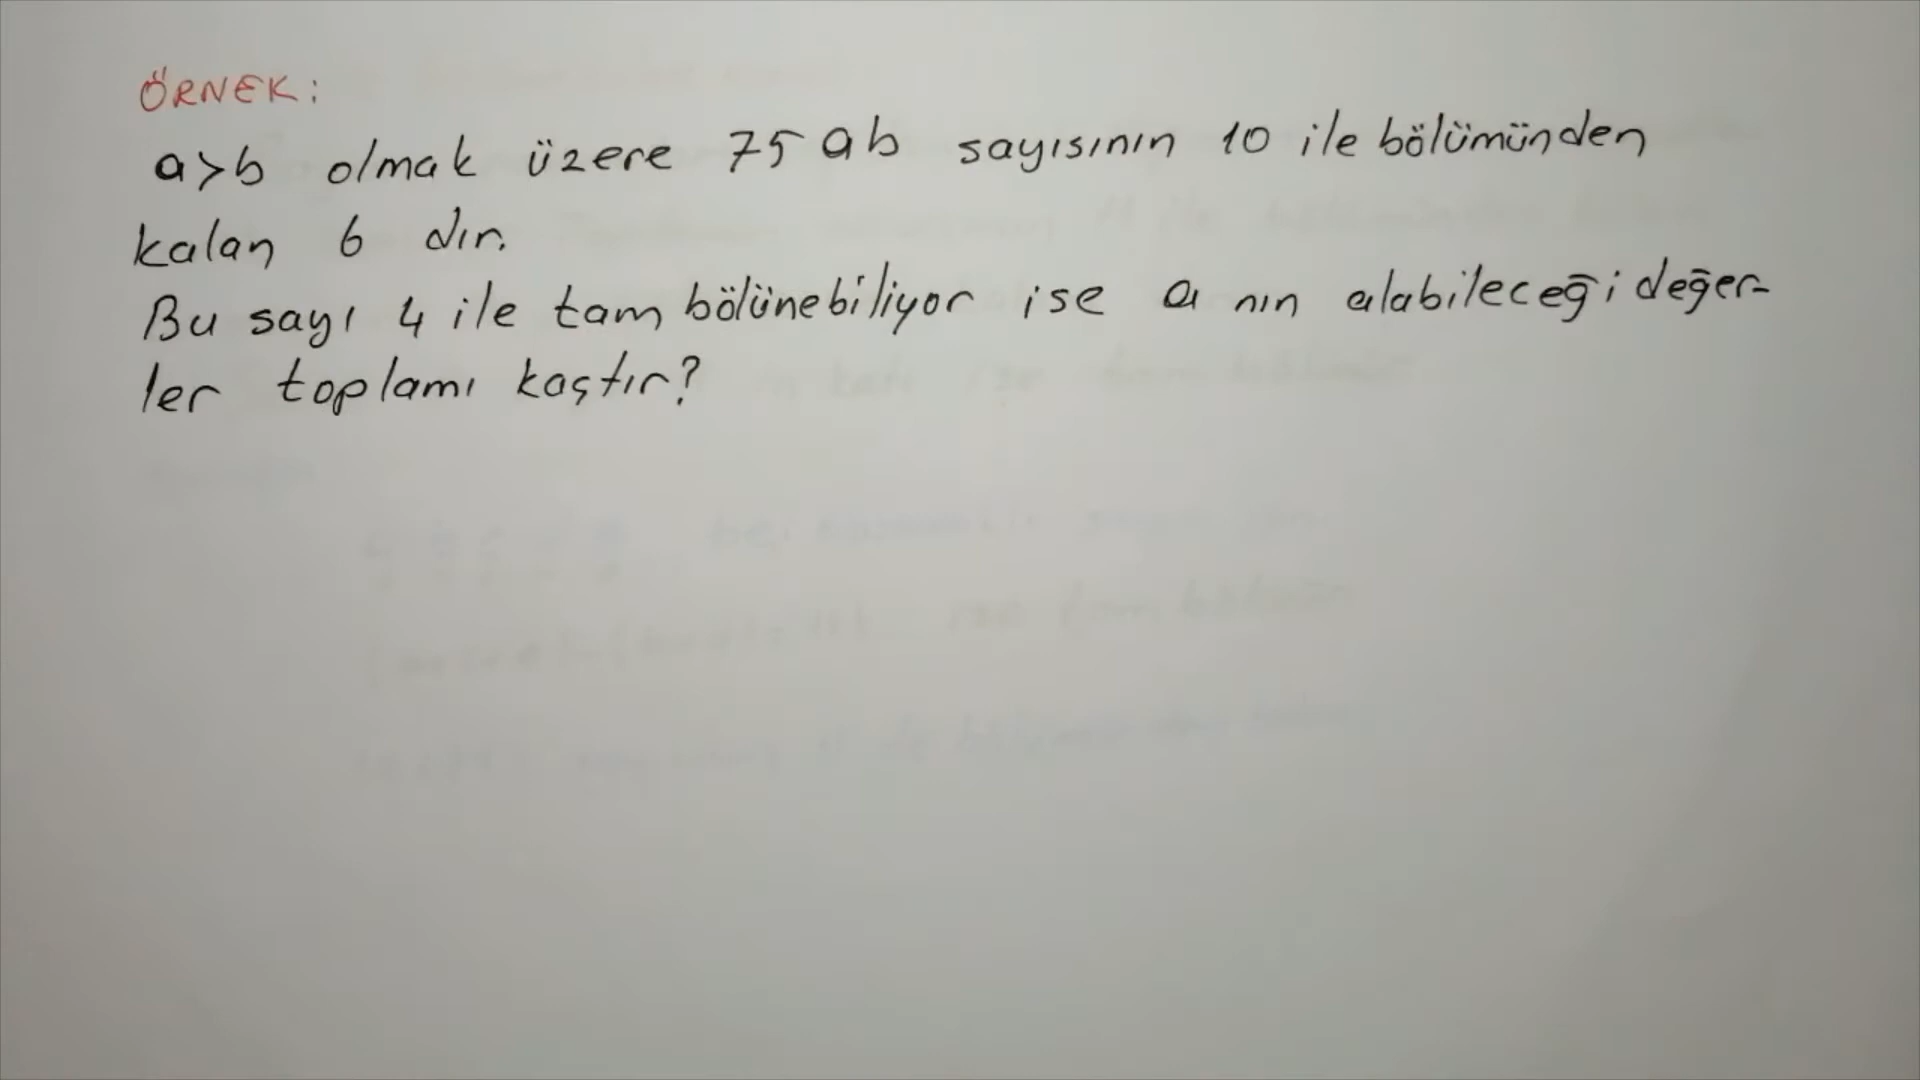 ÖRNEK:
a>b olmak üzere 75ab sayısının 10 ile bölümünden
kalan 6 dır.
Bu sayı 4 ile tam bölünebiliyor ise a nın alabileceği değer-
ler toplamı kaçtır?